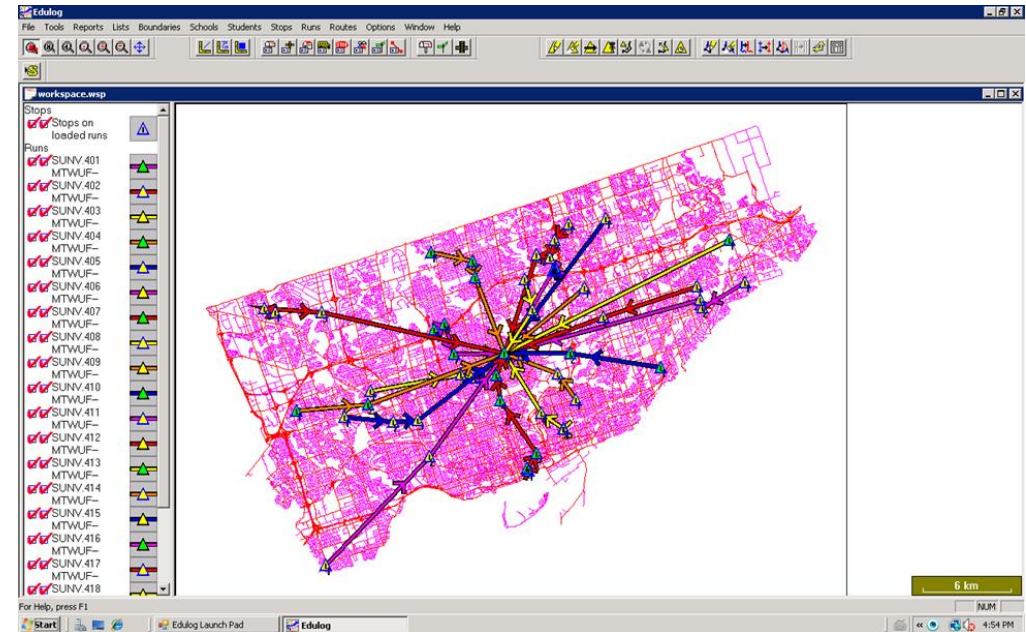 Edulog
File Tools Reports Lists Boundaries Schools Students Stops Runs Routes Options Window Help
workspace.wsp
Stops
Stops on
loaded runs
Runs
SUNV.401
MTWUF–
SUNV.402
MTWUF–
SUNV.403
MTWUF–
SUNV.404
MTWUF–
SUNV.405
MTWUF–
SUNV.406
MTWUF–
SUNV.407
MTWUF–
SUNV.408
MTWUF–
SUNV.409
MTWUF–
SUNV.410
MTWUF–
SUNV.411
MTWUF–
SUNV.412
MTWUF–
SUNV.413
MTWUF–
SUNV.414
MTWUF–
SUNV.415
MTWUF–
SUNV.416
MTWUF–
SUNV.417
MTWUF–
SUNV.418
6 km
For Help, press F1
NUM
Start
Edulog Launch Pad
Edulog
4:54 PM